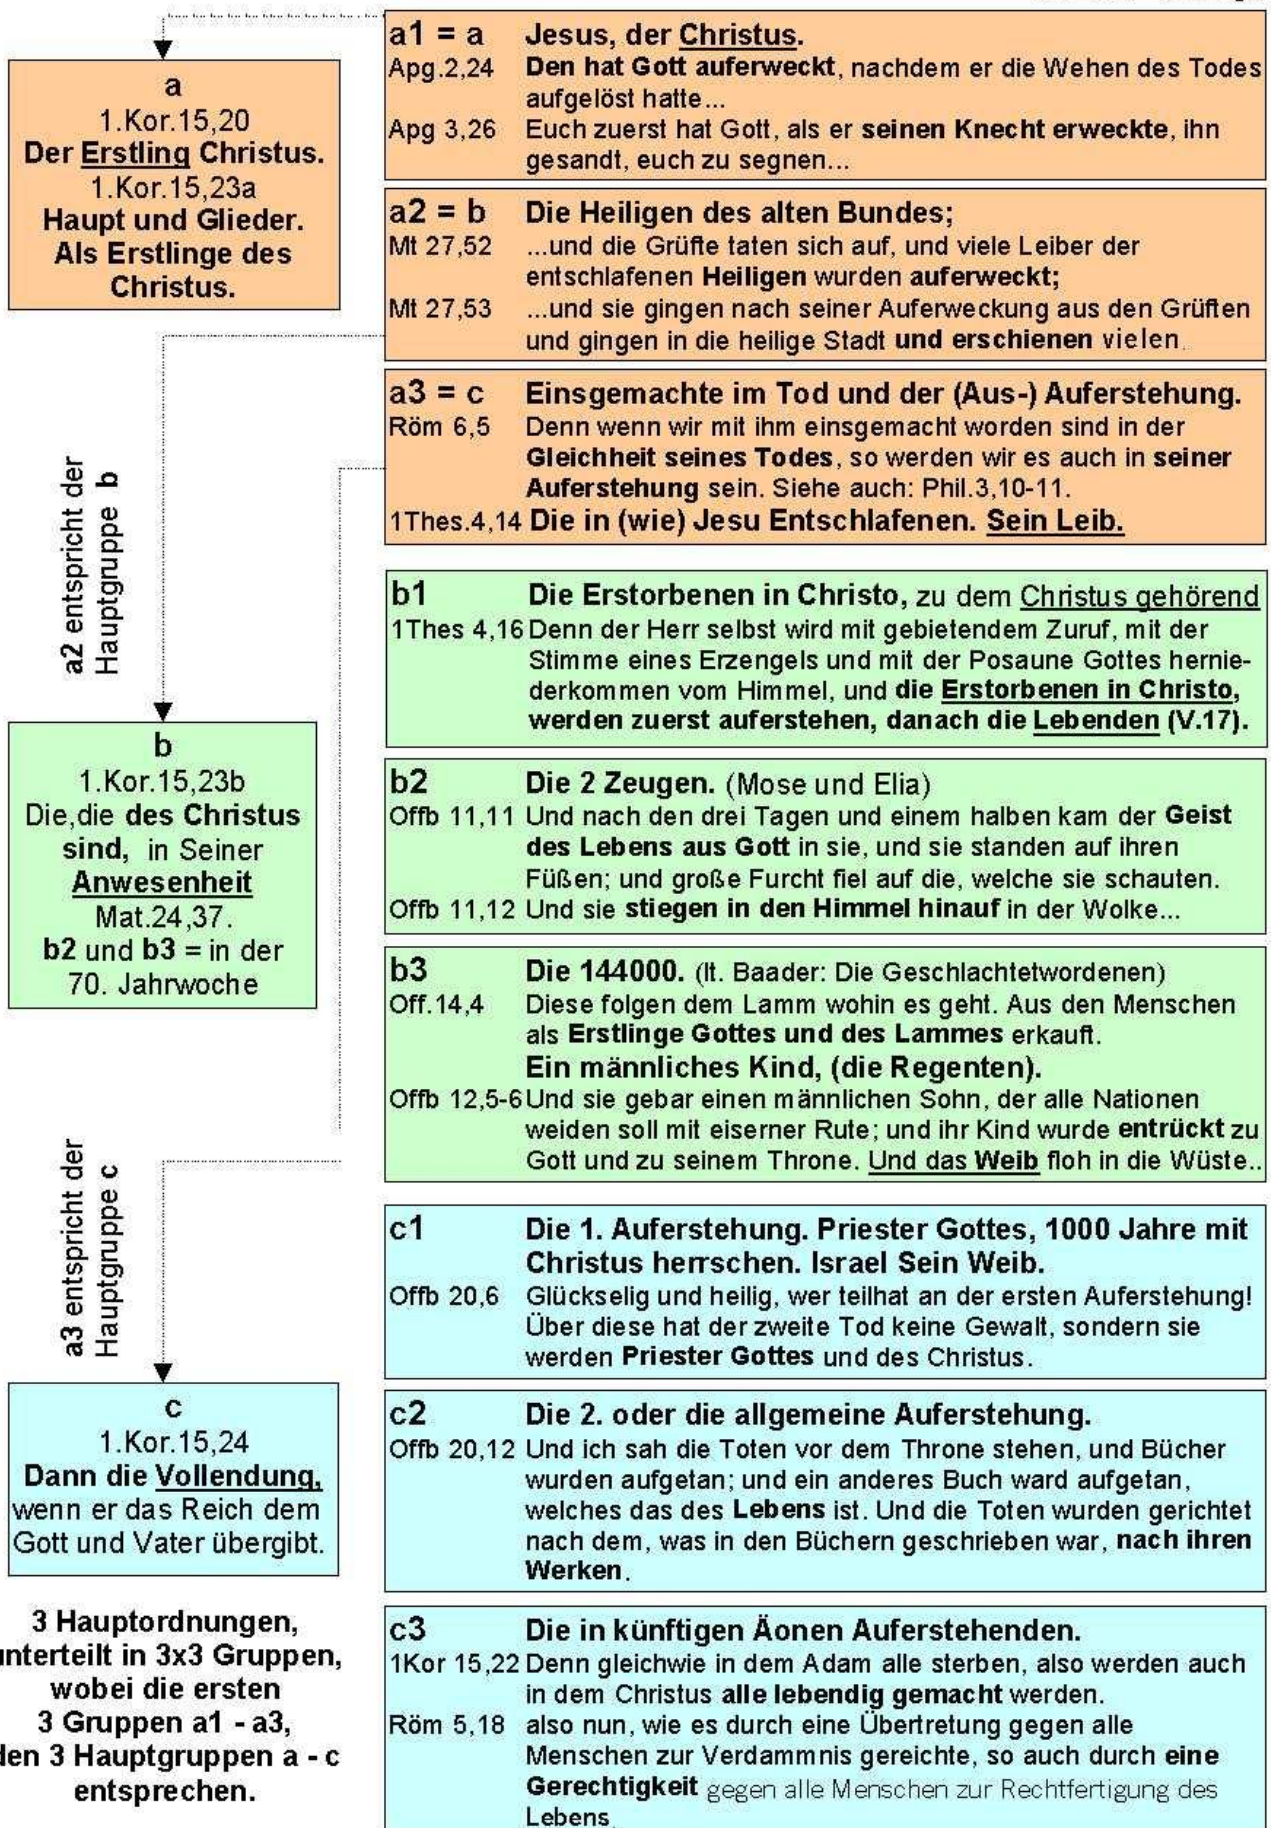 a
1.Kor.15,20
Der Erstling Christus.
1.Kor.15,23a
Haupt und Glieder.
Als Erstlinge des
Christus.
a1 = a Jesus, der Christus.
Apg.2,24 Den hat Gott auferweckt, nachdem er die Wehen des Todes
aufgelöst hatte...
Apg 3,26 Euch zuerst hat Gott, als er seinen Knecht erweckte, ihn
gesandt, euch zu segnen...
a2 = b Die Heiligen des alten Bundes;
Mt 27,52 ...und die Grüfte taten sich auf, und viele Leiber der
entschlafenen Heiligen wurden auferweckt;
Mt 27,53 ...und sie gingen nach seiner Auferweckung aus den Grüften
und gingen in die heilige Stadt und erschienen vielen.
a3 = c Einsgemachte im Tod und der (Aus-) Auferstehung.
Röm 6,5 Denn wenn wir mit ihm einsgemacht worden sind in der
Gleichheit seines Todes, so werden wir es auch in seiner
Auferstehung sein. Siehe auch: Phil.3,10-11.
1Thes.4,14 Die in (wie) Jesu Entschlafenen. Sein Leib.
a2 entspricht der
Hauptgruppe b
b
1.Kor.15,23b
Die,die des Christus
sind, in Seiner
Anwesenheit
Mat.24,37.
b2 und b3 = in der
70. Jahrwoche
b1 Die Erstorbenen in Christo, zu dem Christus gehörend
1Thes 4,16 Denn der Herr selbst wird mit gebietendem Zuruf, mit der
Stimme eines Erzengels und mit der Posaune Gottes hernie-
derkommen vom Himmel, und die Erstorbenen in Christo,
werden zuerst auferstehen, danach die Lebenden (V.17).
b2 Die 2 Zeugen. (Mose und Elia)
Offb 11,11 Und nach den drei Tagen und einem halben kam der Geist
des Lebens aus Gott in sie, und sie standen auf ihren
Füßen; und große Furcht fiel auf die, welche sie schauten.
Offb 11,12 Und sie stiegen in den Himmel hinauf in der Wolke...
b3 Die 144000. (lt. Baader: Die Geschlachtetwordenen)
Off.14,4 Diese folgen dem Lamm wohin es geht. Aus den Menschen
als Erstlinge Gottes und des Lammes erkauft.
Ein männliches Kind, (die Regenten).
Offb 12,5-6 Und sie gebar einen männlichen Sohn, der alle Nationen
weiden soll mit eiserner Rute; und ihr Kind wurde entrückt zu
Gott und zu seinem Throne. Und das Weib floh in die Wüste..
a3 entspricht der
Hauptgruppe c
c
1.Kor.15,24
Dann die Vollendung,
wenn er das Reich dem
Gott und Vater übergibt.
c1 Die 1. Auferstehung. Priester Gottes, 1000 Jahre mit
Christus herrschen. Israel Sein Weib.
Offb 20,6 Glückselig und heilig, wer teilhat an der ersten Auferstehung!
Über diese hat der zweite Tod keine Gewalt, sondern sie
werden Priester Gottes und des Christus.
c2 Die 2. oder die allgemeine Auferstehung.
Offb 20,12 Und ich sah die Toten vor dem Throne stehen, und Bücher
wurden aufgetan; und ein anderes Buch ward aufgetan,
welches das des Lebens ist. Und die Toten wurden gerichtet
nach dem, was in den Büchern geschrieben war, nach ihren
Werken.
3 Hauptordnungen,
unterteilt in 3x3 Gruppen,
wobei die ersten
3 Gruppen a1 - a3,
den 3 Hauptgruppen a - c
entsprechen.
c3 Die in künftigen Äonen Auferstehenden.
1Kor 15,22 Denn gleichwie in dem Adam alle sterben, also werden auch
in dem Christus alle lebendig gemacht werden.
Röm 5,18 also nun, wie es durch eine Übertretung gegen alle
Menschen zur Verdammnis gereichte, so auch durch eine
Gerechtigkeit gegen alle Menschen zur Rechtfertigung des
Lebens.